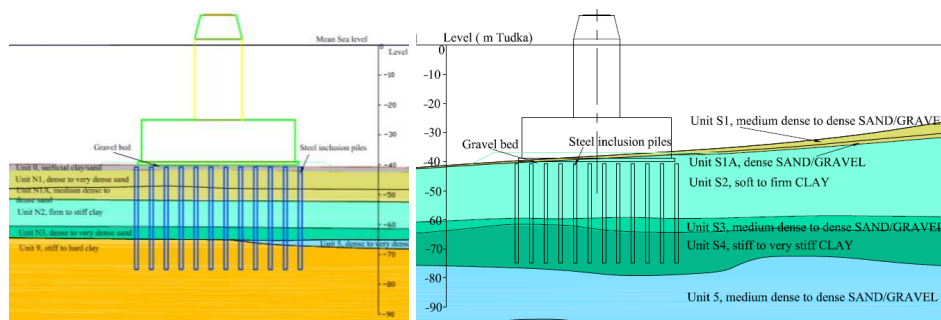 Mean Sea level
Level
0
-10
-20
-30
Gravel bed
Steel inclusion piles
-40
Unit 0, surficial clay/sand
Unit N1, dense to very dense sand
Unit N1A, medium dense to
dense sand
-50
Unit N2, firm to stiff clay
-60
Unit N3, dense to very dense sand
Unit 5, dense to very dense
Unit 9, stiff to hard clay
-70
-80
-90
Level ( m Tudka)
0
-10
-20
Unit S1, medium dense to dense SAND/GRAVEL
-30
Gravel bed
Steel inclusion piles
-40
Unit S1A, dense SAND/GRAVEL
Unit S2, soft to firm CLAY
-50
-60
Unit S3, medium dense to dense SAND/GRAVEL
Unit S4, stiff to very stiff CLAY
-70
-80
Unit 5, medium dense to dense SAND/GRAVEL
-90